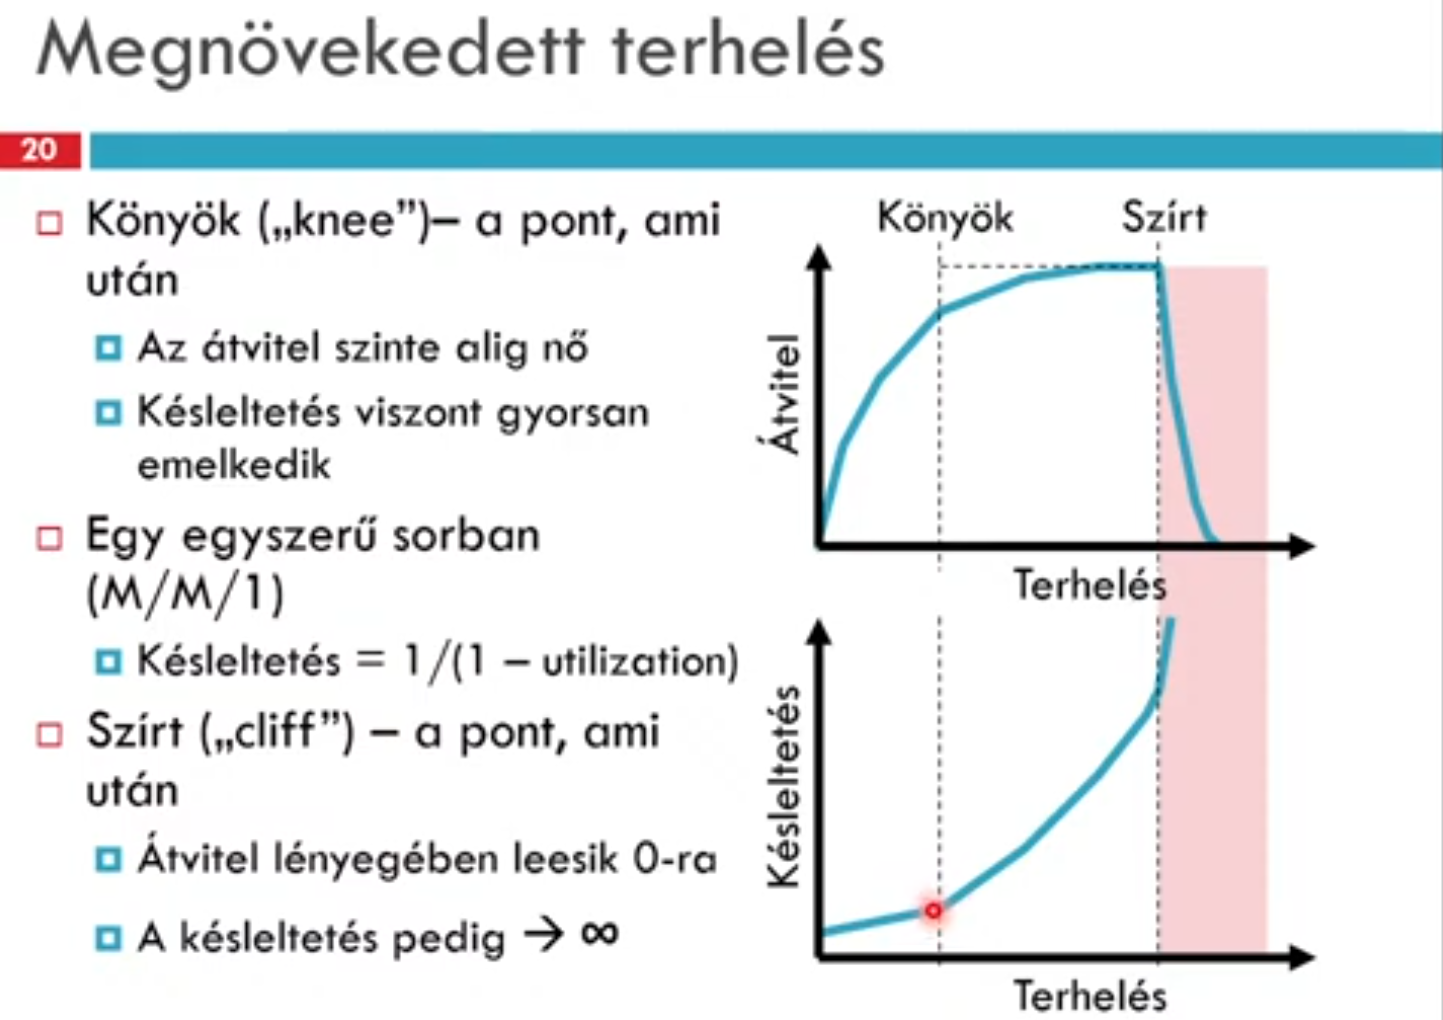 Megnövekedett terhelés
20
Könyök („knee”)– a pont, ami
után
Az átvitel szinte alig nő
Késleltetés viszont gyorsan
emelkedik
Egy egyszerű sorban
(M/M/1)
Késleltetés = 1/(1 – utilization)
Szírt („cliff”) – a pont, ami
után
Átvitel lényegében leesik 0-ra
A késleltetés pedig → ∞
Könyök
Szírt
Átvitel
Terhelés
Késleltetés
Terhelés